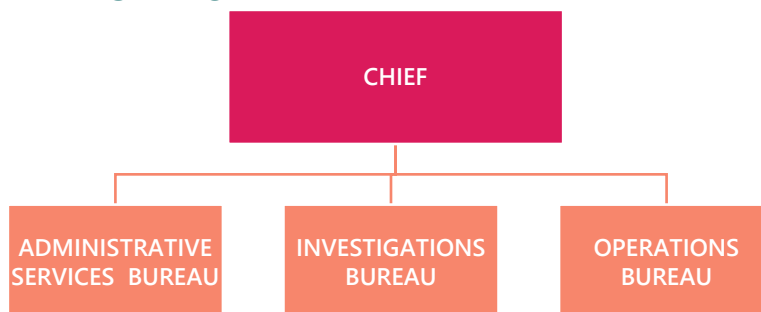 CHIEF
ADMINISTRATIVE
SERVICES BUREAU
INVESTIGATIONS
BUREAU
OPERATIONS
BUREAU